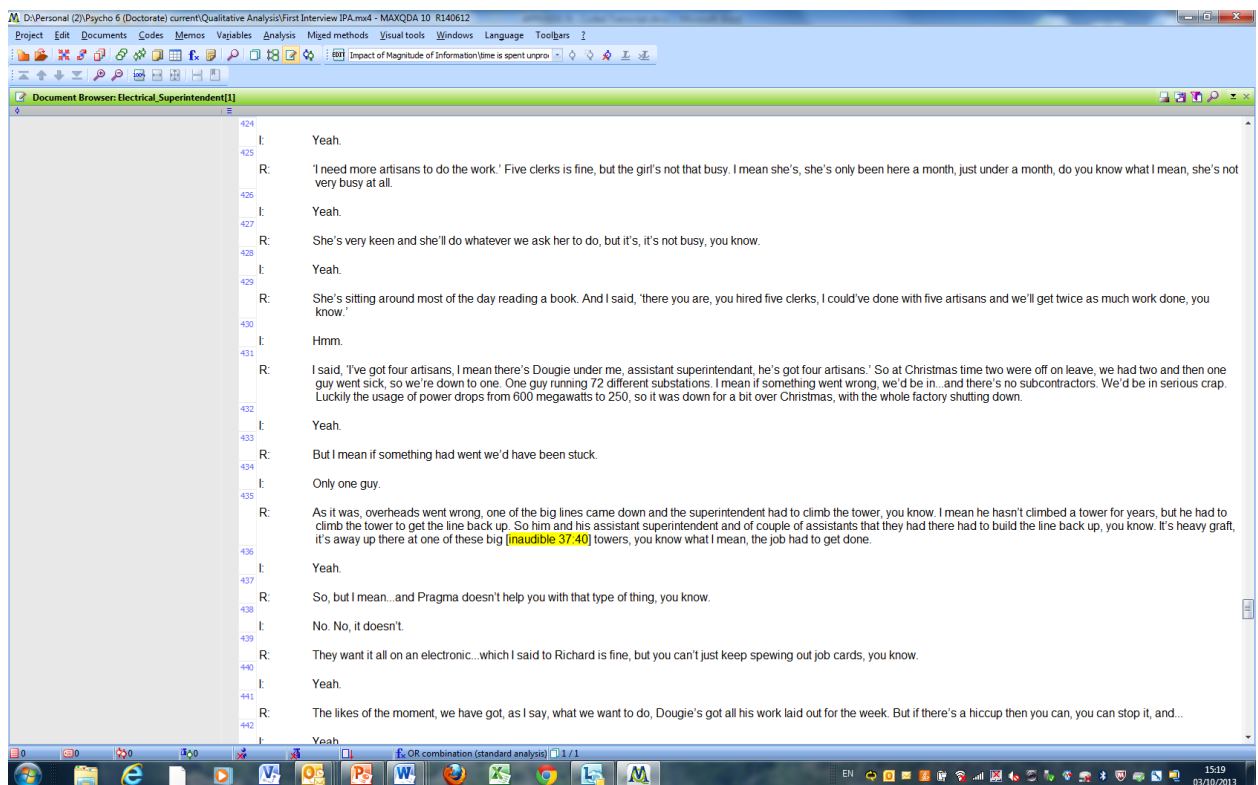 D:\Personal (2)\Psycho 6 (Doctorate) current\Qualitative Analysis\First Interview IPA.mx4 - MAXQDA 10 R140612
Project Edit Documents Codes Memos Variables Analysis Mixed methods Visual tools Windows Language Toolbars ?
EDIT Impact of Magnitude of Information\time is spent unpro
100%
Document Browser: Electrical_Superintendent[1]
424
I: Yeah.
425
R: 'I need more artisans to do the work.' Five clerks is fine, but the girl's not that busy. I mean she's, she's only been here a month, just under a month, do you know what I mean, she's not
very busy at all.
426
I: Yeah.
427
R: She's very keen and she'll do whatever we ask her to do, but it's, it's not busy, you know.
428
I: Yeah.
429
R: She's sitting around most of the day reading a book. And I said, 'there you are, you hired five clerks, I could've done with five artisans and we'll get twice as much work done, you
know.'
430
I: Hmm.
431
R: I said, 'I've got four artisans, I mean there's Dougie under me, assistant superintendant, he's got four artisans.' So at Christmas time two were off on leave, we had two and then one
guy went sick, so we're down to one. One guy running 72 different substations. I mean if something went wrong, we'd be in...and there's no subcontractors. We'd be in serious crap.
Luckily the usage of power drops from 600 megawatts to 250, so it was down for a bit over Christmas, with the whole factory shutting down.
432
I: Yeah.
433
R: But I mean if something had went we'd have been stuck.
434
I: Only one guy.
435
R: As it was, overheads went wrong, one of the big lines came down and the superintendent had to climb the tower, you know. I mean he hasn't climbed a tower for years, but he had to
climb the tower to get the line back up. So him and his assistant superintendent and of couple of assistants that they had there had to build the line back up, you know. It's heavy graft,
it's away up there at one of these big [inaudible 37:40] towers, you know what I mean, the job had to get done.
436
I: Yeah.
437
R: So, but I mean...and Pragma doesn't help you with that type of thing, you know.
438
I: No. No, it doesn't.
439
R: They want it all on an electronic...which I said to Richard is fine, but you can't just keep spewing out job cards, you know.
440
I: Yeah.
441
R: The likes of the moment, we have got, as I say, what we want to do, Dougie's got all his work laid out for the week. But if there's a hiccup then you can, you can stop it, and...
442
I: Yeah
0 0 0 0 fx OR combination (standard analysis) 1 / 1
EN 15:19
03/10/2013